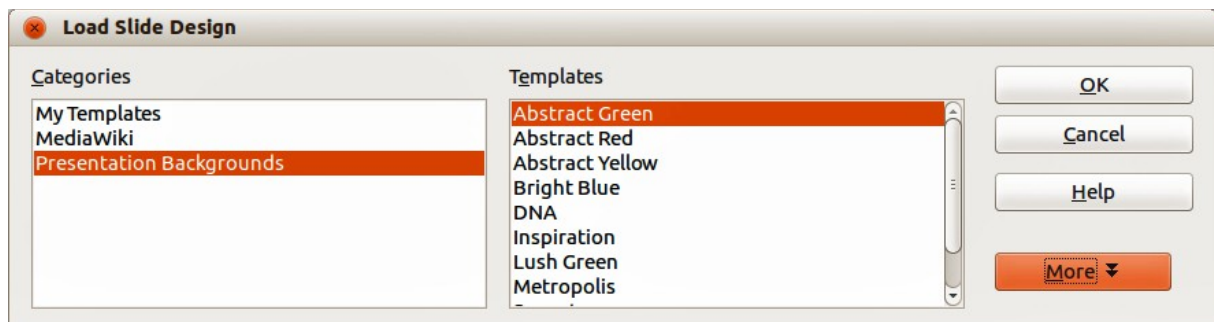 Load Slide Design
Categories
My Templates
MediaWiki
Presentation Backgrounds
Templates
Abstract Green
Abstract Red
Abstract Yellow
Bright Blue
DNA
Inspiration
Lush Green
Metropolis
OK
Cancel
Help
More